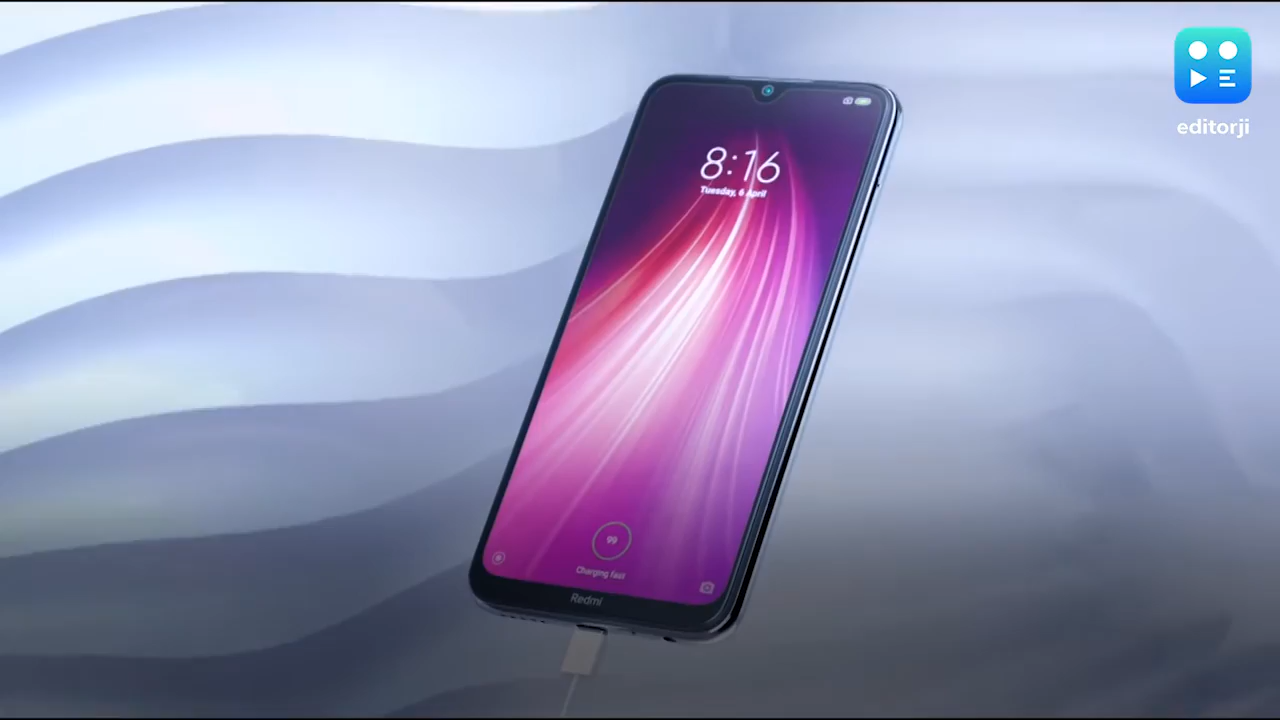 editorji
8:16
Tuesday, 6 April
99
Charging fast
Redmi